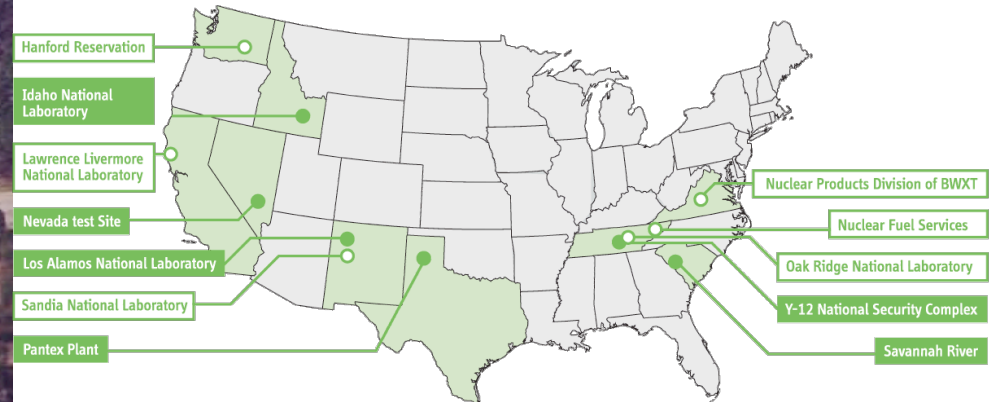 Hanford Reservation
Idaho National
Laboratory
Lawrence Livermore
National Laboratory
Nevada test Site
Los Alamos National Laboratory
Sandia National Laboratory
Pantex Plant
Nuclear Products Division of BWXT
Nuclear Fuel Services
Oak Ridge National Laboratory
Y-12 National Security Complex
Savannah River